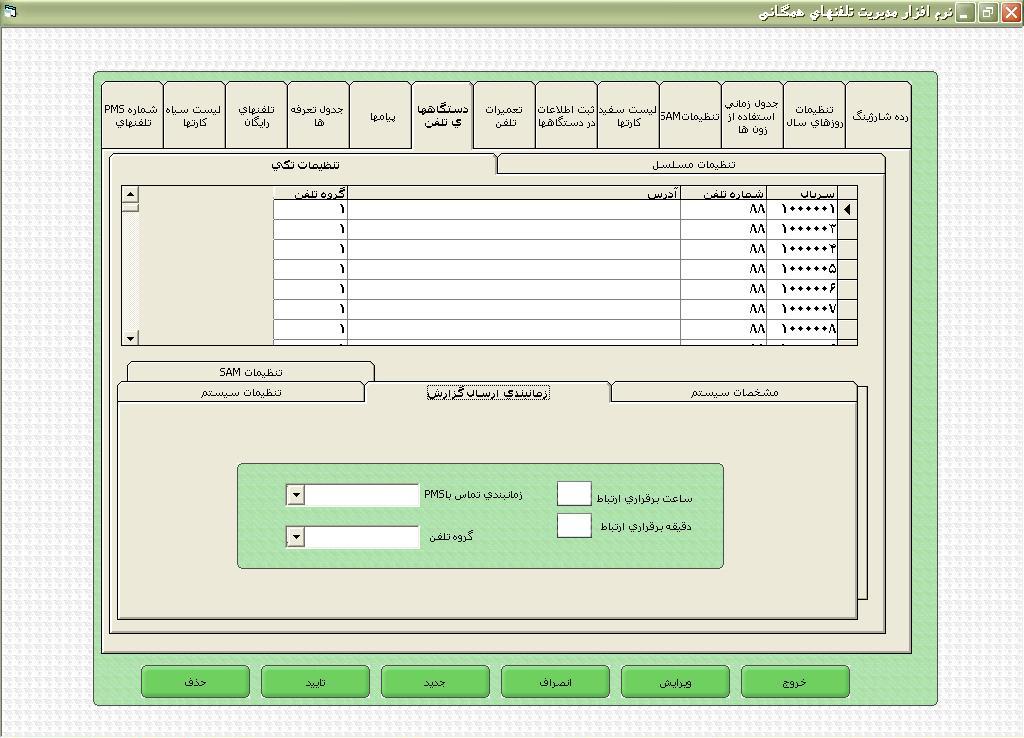 نرم افزار مديريت تلفنهاي همگاني
رده شارژينگ
تنظيمات
روزهاي سال
جدول زماني
استفاده از
زون ها
تنظيماتSAM
ليست سفيد
كارتها
ثبت اطلاعات
در دستگاهها
تعميرات
تلفن
دستگاهها
ي تلفن
پيامها
جدول تعرفه
ها
تلفنهاي
رايگان
ليست سياه
كارتها
شماره PMS
تلفنهاي
تنظيمات مسلسل
تنظيمات تكي
سريال شماره تلفن آدرس گروه تلفن
۱۰۰۰۰۰۱ ۸۸ ۱
۱۰۰۰۰۰۳ ۸۸ ۱
۱۰۰۰۰۰۴ ۸۸ ۱
۱۰۰۰۰۰۵ ۸۸ ۱
۱۰۰۰۰۰۶ ۸۸ ۱
۱۰۰۰۰۰۷ ۸۸ ۱
۱۰۰۰۰۰۸ ۸۸ ۱
تنظيمات SAM
مشخصات سيستم
زمانبندي ارسال گزارش
تنظيمات سيستم
ساعت برقراري ارتباط
زمانبندي تماس باPMS
دقيقه برقراري ارتباط
گروه تلفن
خروج
ويرايش
انصراف
جديد
تاييد
حذف